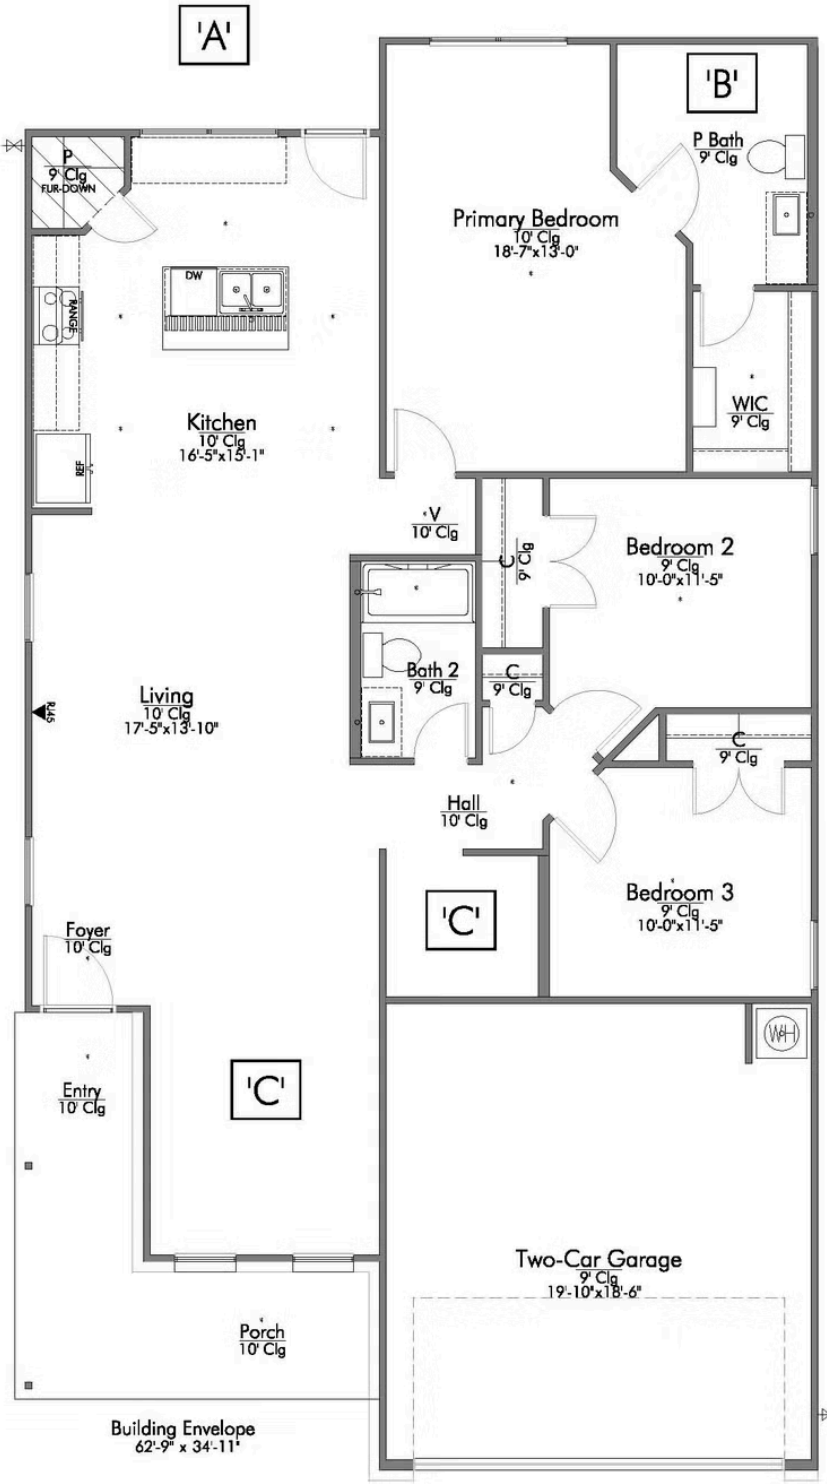 'A'
'B'
P
9' Clg
FUR-DOWN
P Bath
9' Clg
Primary Bedroom
10' Clg
18'-7"x13'-0"
DW
RANGE
Kitchen
10' Clg
16'-5"x15'-1"
WIC
9' Clg
REF
V
10' Clg
C
9' Clg
Bedroom 2
9' Clg
10'-0"x11'-5"
Bath 2
9' Clg
C
9' Clg
Living
10' Clg
17'-5"x13'-10"
RJ45
C
9' Clg
Hall
10' Clg
Bedroom 3
9' Clg
10'-0"x11'-5"
'C'
Foyer
10' Clg
WH
Entry
10' Clg
'C'
Two-Car Garage
9' Clg
19'-10"x18'-6"
Porch
10' Clg
Building Envelope
62'-9" x 34'-11"